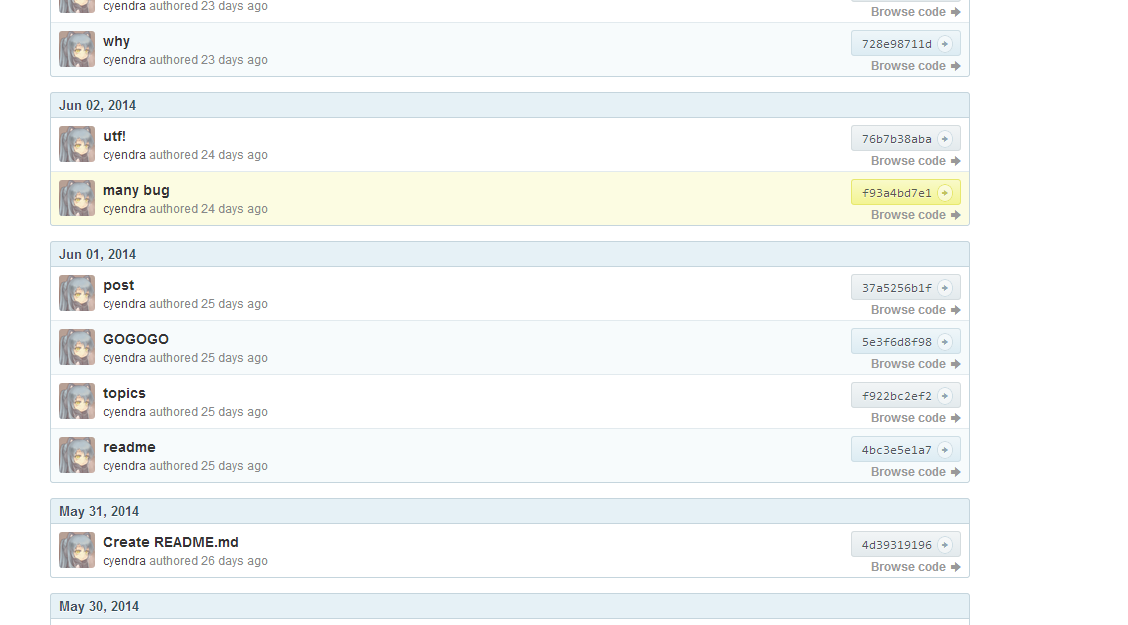 cyendra authored 23 days ago
Browse code
why
728e98711d
cyendra authored 23 days ago
Browse code
Jun 02, 2014
utf!
76b7b38aba
cyendra authored 24 days ago
Browse code
many bug
f93a4bd7e1
cyendra authored 24 days ago
Browse code
Jun 01, 2014
post
37a5256b1f
cyendra authored 25 days ago
Browse code
GOGOGO
5e3f6d8f98
cyendra authored 25 days ago
Browse code
topics
f922bc2ef2
cyendra authored 25 days ago
Browse code
readme
4bc3e5e1a7
cyendra authored 25 days ago
Browse code
May 31, 2014
Create README.md
4d39319196
cyendra authored 26 days ago
Browse code
May 30, 2014